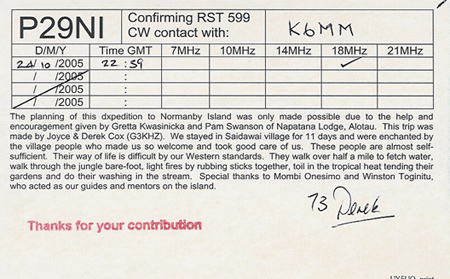 P29NI
Confirming RST 599
CW contact with:
K6MM
D/M/Y Time GMT 7MHz 10MHz 14MHz 18MHz 21MHz
24/10 /2005 22 : 59 ✓
/ / /2005 :
/ / /2005 :
/ / /2005 :
The planning of this dxpedition to Normanby Island was only made possible due to the help and
encouragement given by Gretta Kwasinicka and Pam Swanson of Napatana Lodge, Alotau. This trip was
made by Joyce & Derek Cox (G3KHZ). We stayed in Saidawai village for 11 days and were enchanted by
the village people who made us so welcome and took good care of us. These people are almost self-
sufficient. Their way of life is difficult by our Western standards. They walk over half a mile to fetch water,
walk through the jungle bare-foot, light fires by rubbing sticks together, toil in the tropical heat tending their
gardens and do their washing in the stream. Special thanks to Mombi Onesimo and Winston Toginitu,
who acted as our guides and mentors on the island.
73 Derek
Thanks for your contribution